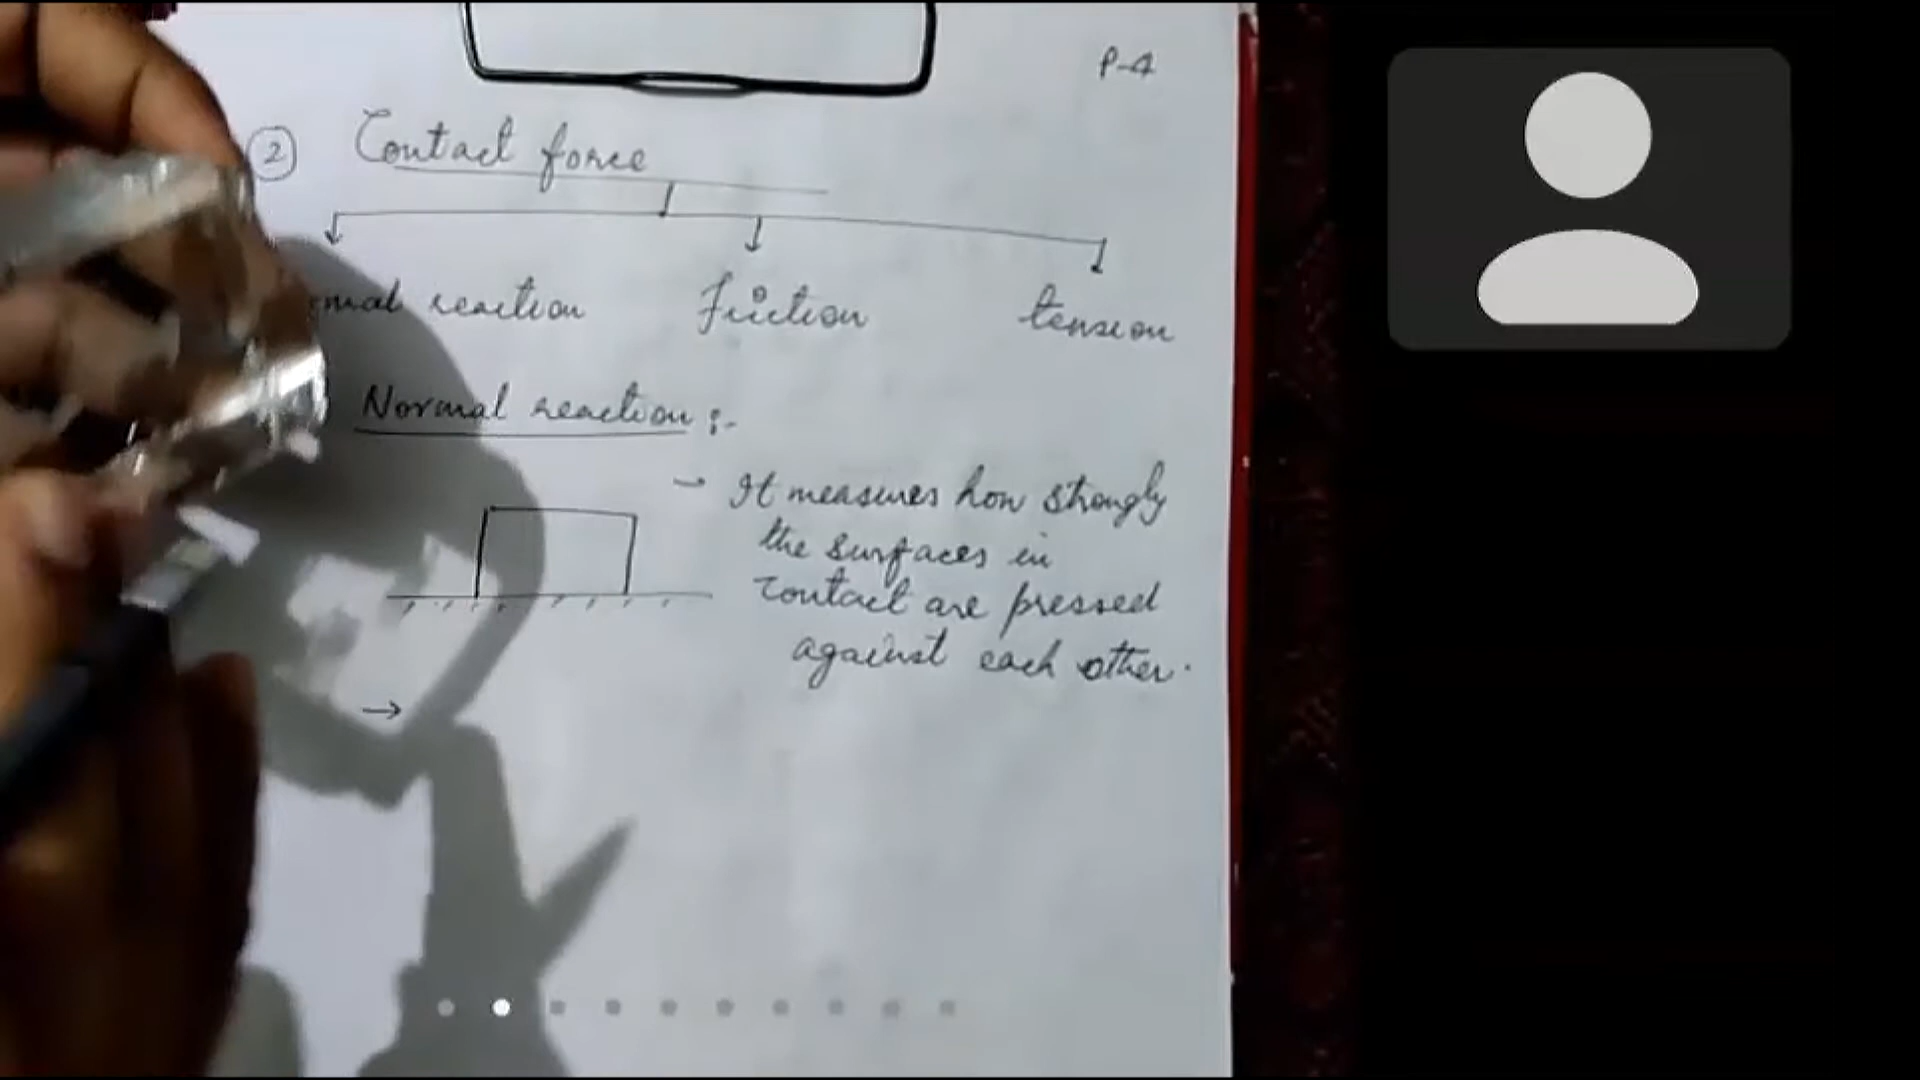 P-4
2 Contact force
reaction friction tension
Normal reaction :-
→ It measures how strongly
the surfaces in
contact are pressed
against each other.
→